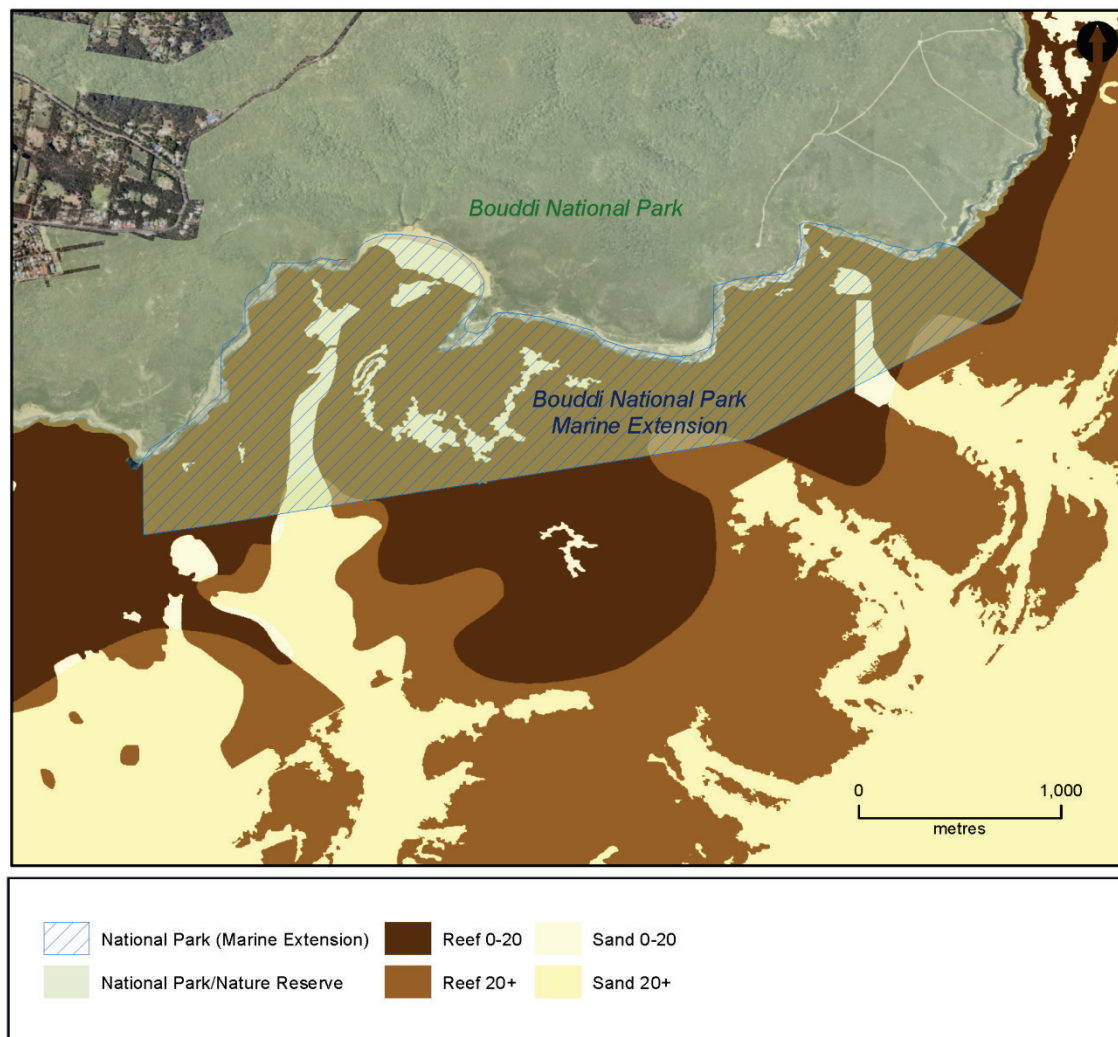 Bouddi National Park
Bouddi National Park
Marine Extension
0 1,000
metres
National Park (Marine Extension)
Reef 0-20
Sand 0-20
National Park/Nature Reserve
Reef 20+
Sand 20+